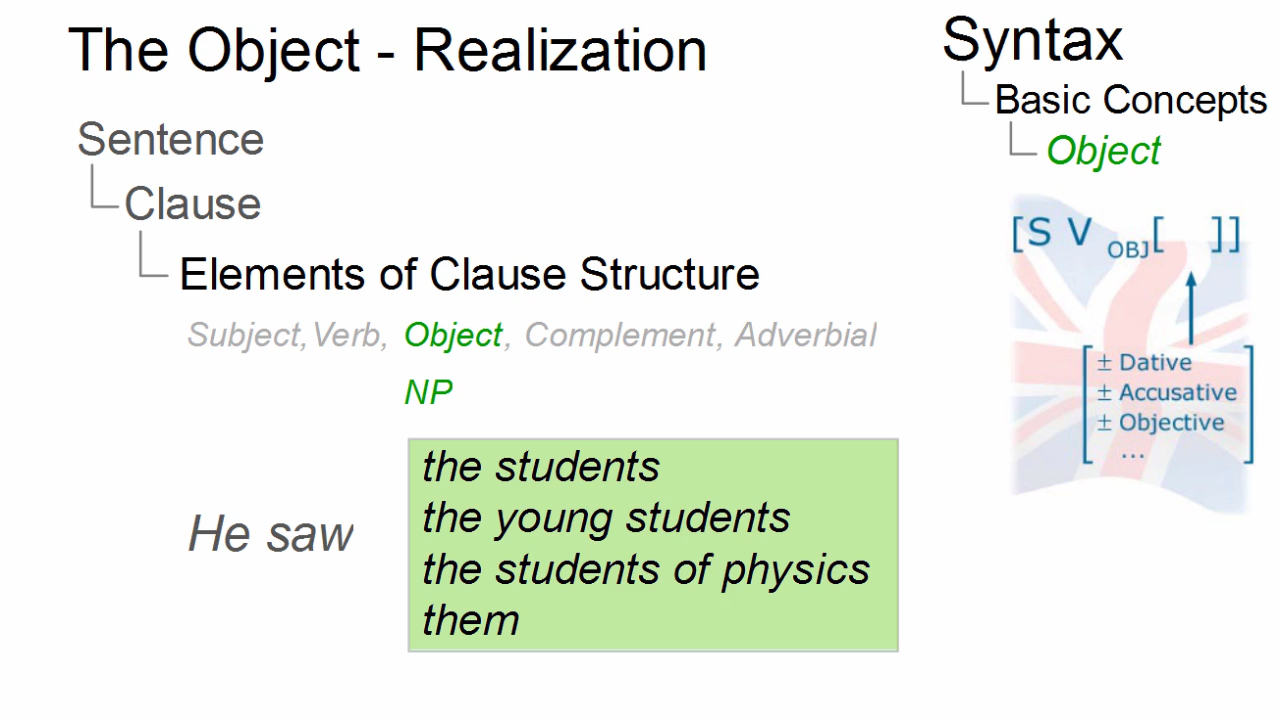 The Object - Realization
Sentence
Clause
Elements of Clause Structure
Subject, Verb, Object, Complement, Adverbial
NP
He saw
the students
the young students
the students of physics
them
Syntax
Basic Concepts
Object
[S V OBJ[ ]]
± Dative
± Accusative
± Objective
...